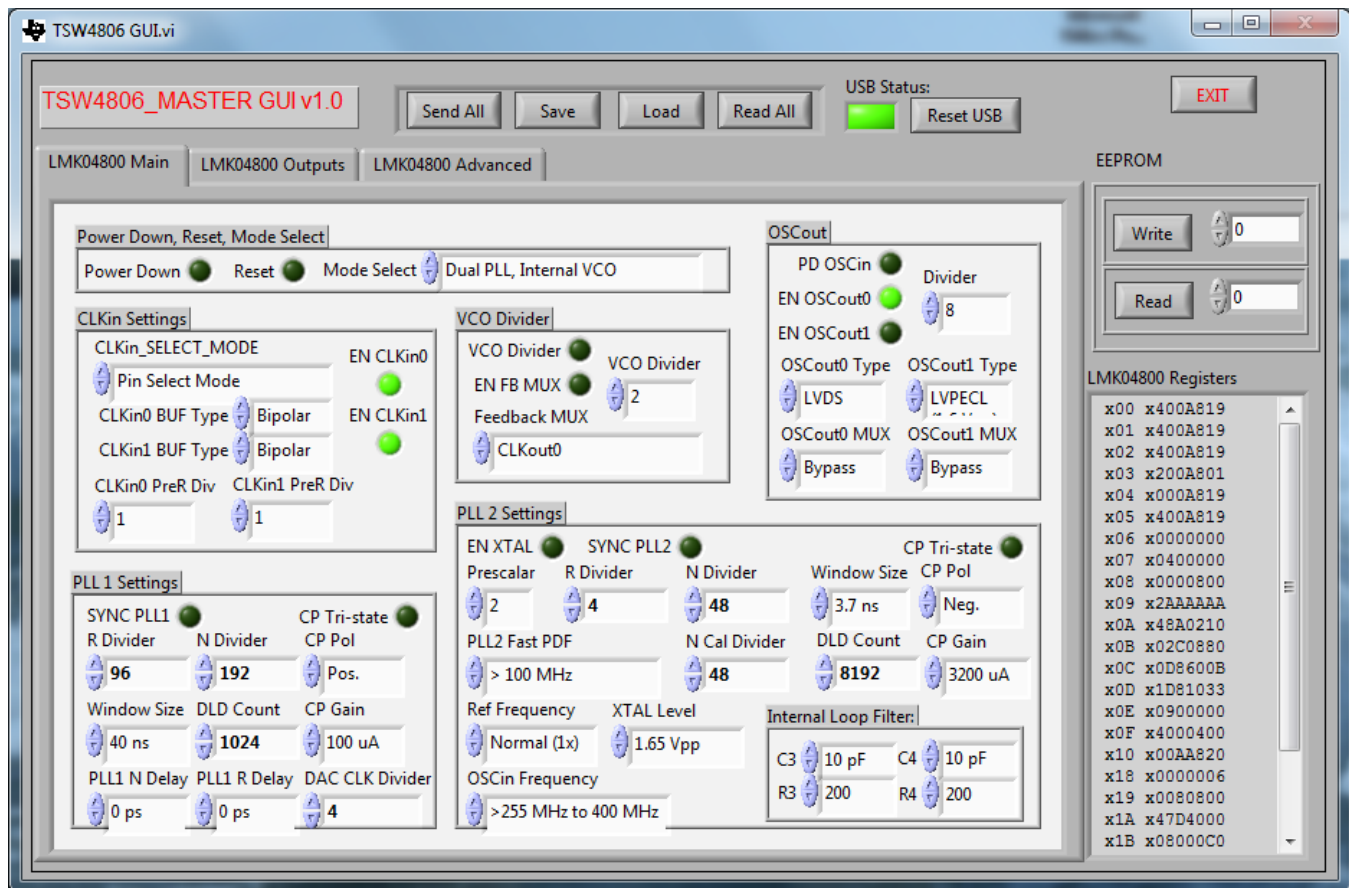 TSW4806 GUI.vi
TSW4806_MASTER GUI v1.0
Send All Save Load Read All
USB Status:
Reset USB
EXIT
LMK04800 Main LMK04800 Outputs LMK04800 Advanced
Power Down, Reset, Mode Select
Power Down Reset Mode Select Dual PLL, Internal VCO
CLKin Settings
CLKin_SELECT_MODE
Pin Select Mode
EN CLKin0
CLKin0 BUF Type Bipolar
EN CLKin1
CLKin1 BUF Type Bipolar
CLKin0 PreR Div CLKin1 PreR Div
1 1
VCO Divider
VCO Divider
VCO Divider
EN FB MUX
2
Feedback MUX
CLKout0
OSCout
PD OSCin
Divider
EN OSCout0
8
EN OSCout1
OSCout0 Type OSCout1 Type
LVDS LVPECL
OSCout0 MUX OSCout1 MUX
Bypass Bypass
PLL 1 Settings
SYNC PLL1 CP Tri-state
R Divider N Divider CP Pol
96 192 Pos.
Window Size DLD Count CP Gain
40 ns 1024 100 uA
PLL1 N Delay PLL1 R Delay DAC CLK Divider
0 ps 0 ps 4
PLL 2 Settings
EN XTAL SYNC PLL2 CP Tri-state
Prescalar R Divider N Divider Window Size CP Pol
2 4 48 3.7 ns Neg.
PLL2 Fast PDF N Cal Divider DLD Count CP Gain
> 100 MHz 48 8192 3200 uA
Ref Frequency XTAL Level
Normal (1x) 1.65 Vpp
OSCin Frequency
>255 MHz to 400 MHz
Internal Loop Filter:
C3 10 pF C4 10 pF
R3 200 R4 200
EEPROM
Write 0
Read 0
LMK04800 Registers
x00 x400A819
x01 x400A819
x02 x400A819
x03 x200A801
x04 x000A819
x05 x400A819
x06 x0000000
x07 x0400000
x08 x0000800
x09 x2AAAAAA
x0A x48A0210
x0B x02C0880
x0C x0D8600B
x0D x1D81033
x0E x0900000
x0F x4000400
x10 x00AA820
x18 x0000006
x19 x0080800
x1A x47D4000
x1B x08000C0